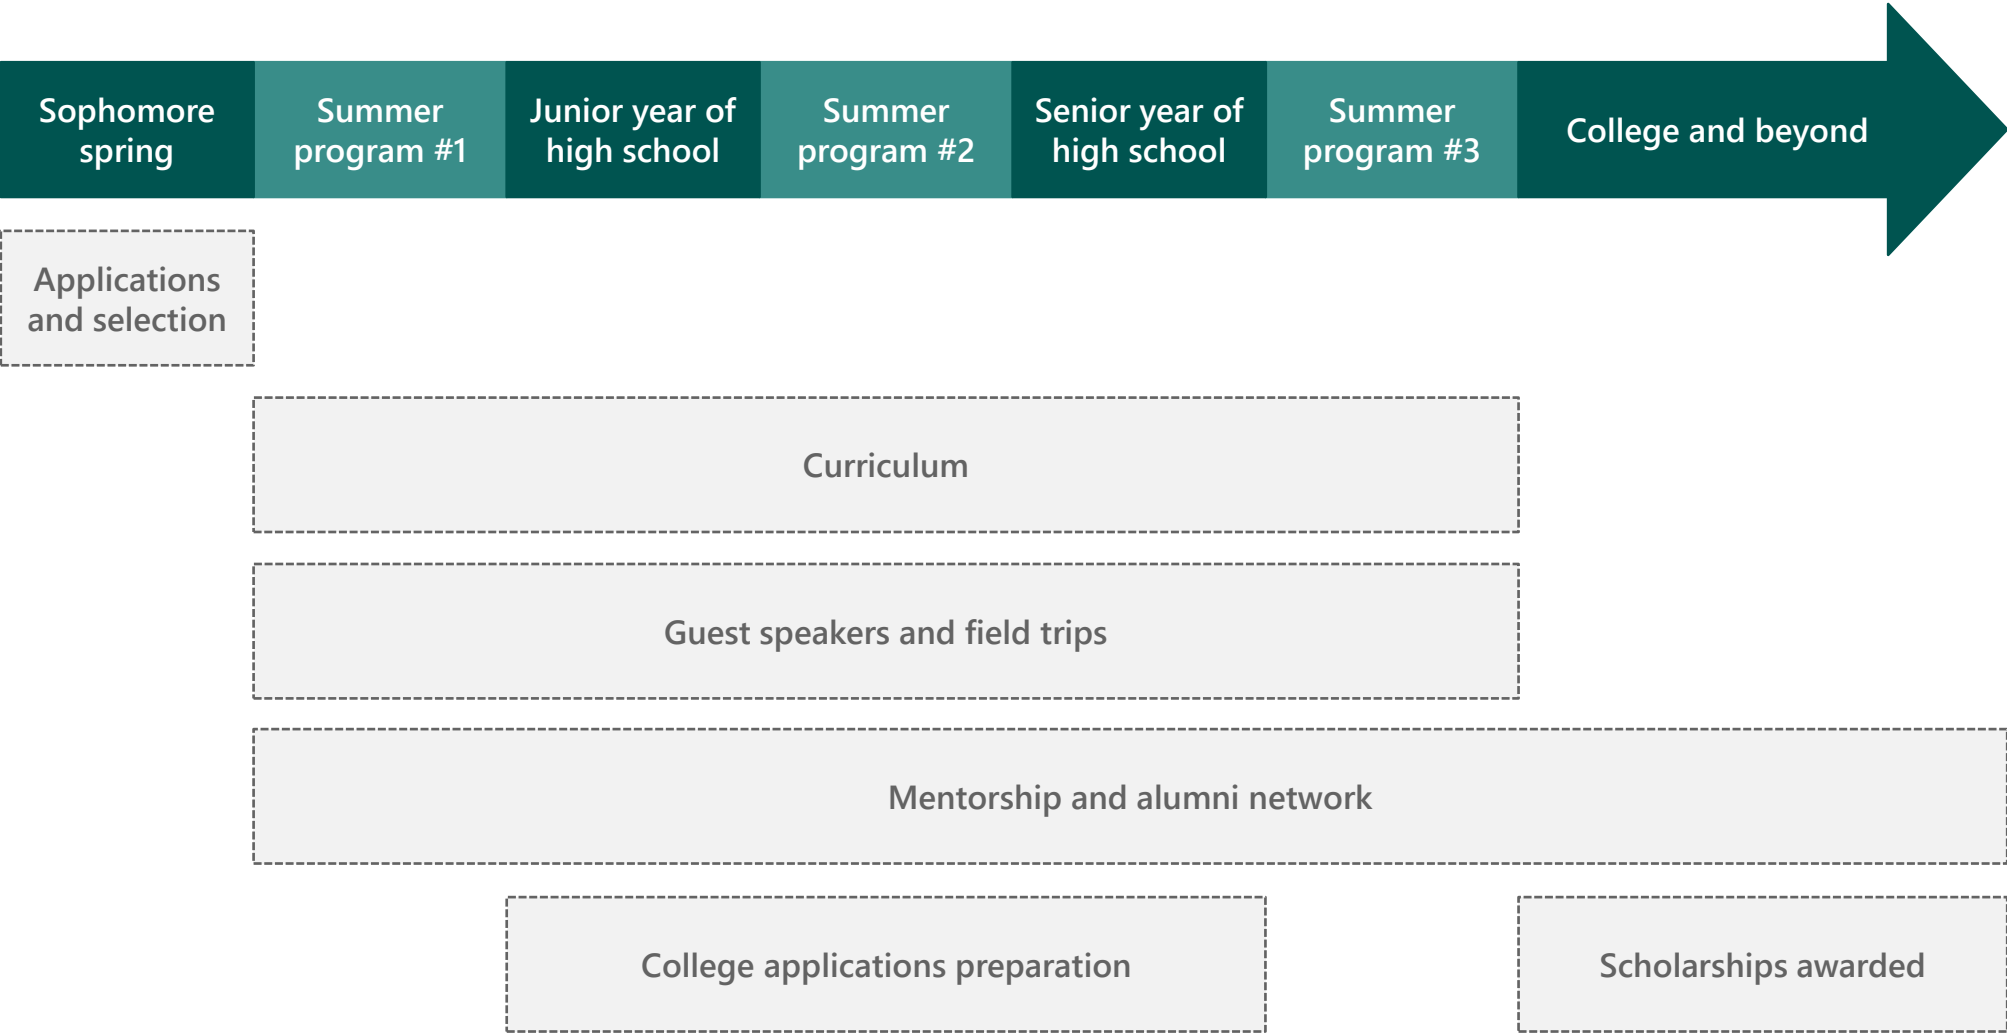 Sophomore
spring
Summer
program #1
Junior year of
high school
Summer
program #2
Senior year of
high school
Summer
program #3
College and beyond
Applications
and selection
Curriculum
Guest speakers and field trips
Mentorship and alumni network
College applications preparation
Scholarships awarded